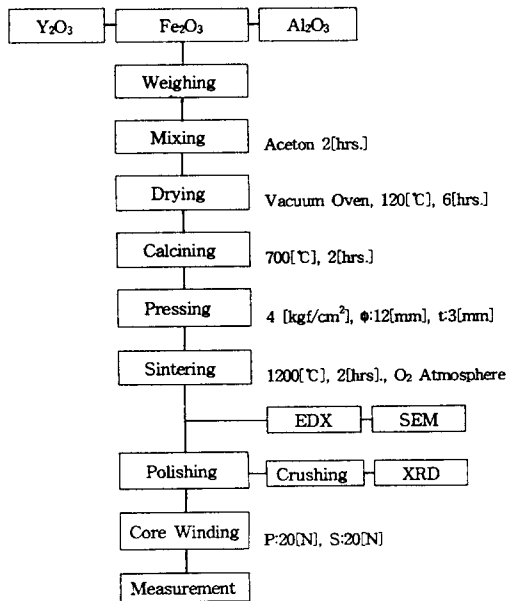 Y₂O₃ Fe₂O₃ Al₂O₃
Weighing
Mixing Aceton 2[hrs.]
Drying Vacuum Oven, 120[℃], 6[hrs.]
Calcining 700[℃], 2[hrs.]
Pressing 4 [kgf/cm²], ϕ:12[mm], t:3[mm]
Sintering 1200[℃], 2[hrs]., O₂ Atmosphere
EDX SEM
Polishing Crushing XRD
Core Winding P:20[N], S:20[N]
Measurement